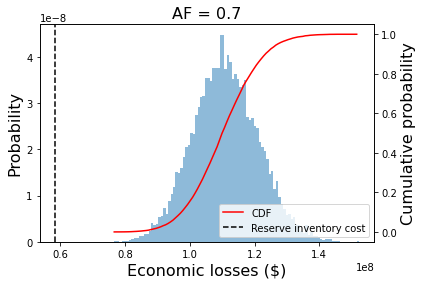 AF = 0.7
1e−8
4
3
2
1
0
Probability
1.0
0.8
0.6
0.4
0.2
0.0
Cumulative probability
CDF
Reserve inventory cost
0.6
0.8
1.0
1.2
1.4
1e8
Economic losses ($)